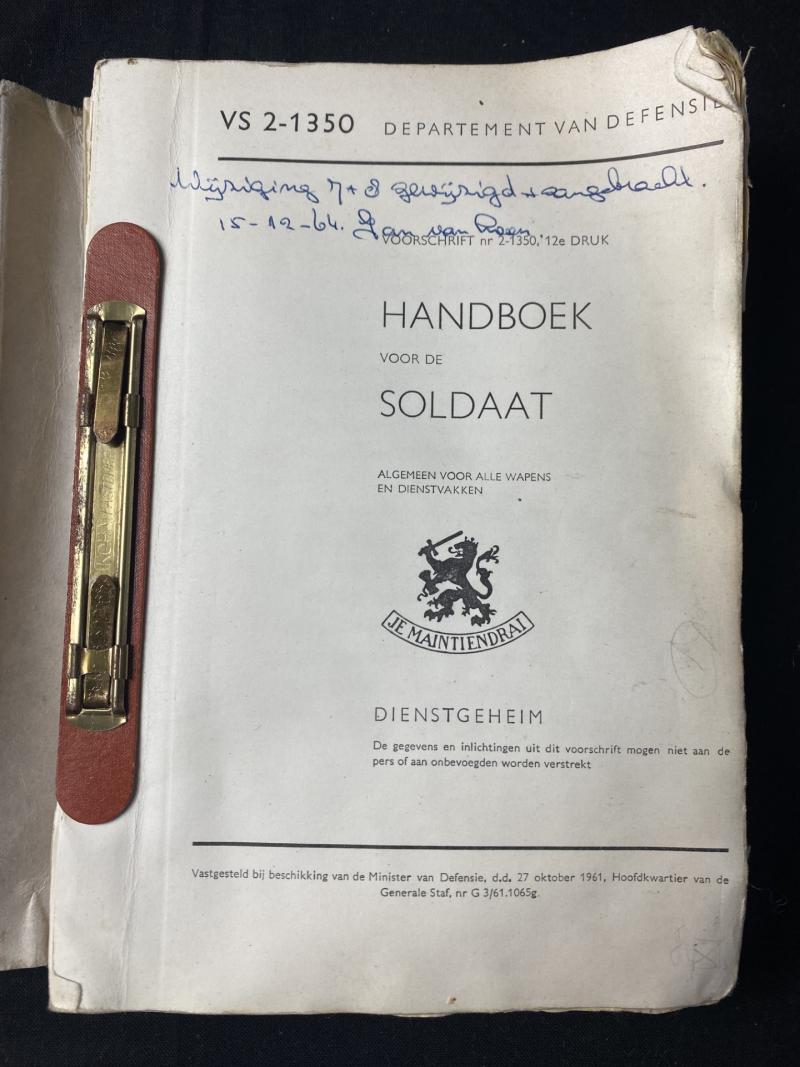 VS 2-1350 DEPARTEMENT VAN DEFENSIE
Wijziging 7 + 8 gewijzigd + aangebracht.
15-12-64. Jan van
VOORSCHRIFT nr 2-1350, 12e DRUK
HANDBOEK
VOOR DE
SOLDAAT
ALGEMEEN VOOR ALLE WAPENS
EN DIENSTVAKKEN
JE MAINTIENDRAI
DIENSTGEHEIM
De gegevens en inlichtingen uit dit voorschrift mogen niet aan de
pers of aan onbevoegden worden verstrekt
Vastgesteld bij beschikking van de Minister van Defensie, d.d. 27 oktober 1961, Hoofdkwartier van de
Generale Staf, nr G 3/61.1065g.